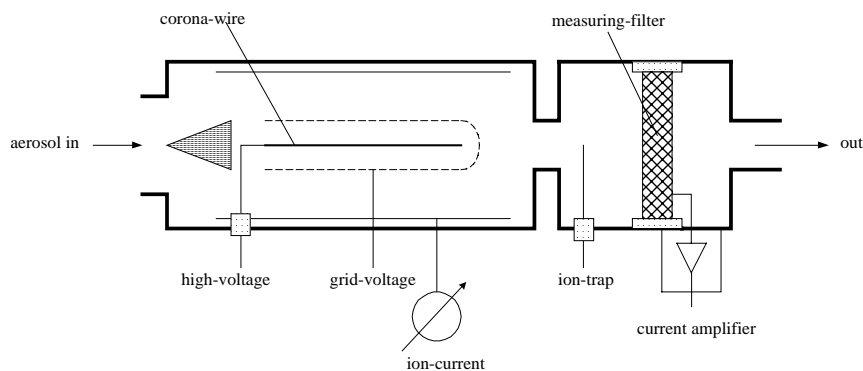 corona-wire
measuring-filter
aerosol in
out
high-voltage
grid-voltage
ion-trap
current amplifier
ion-current